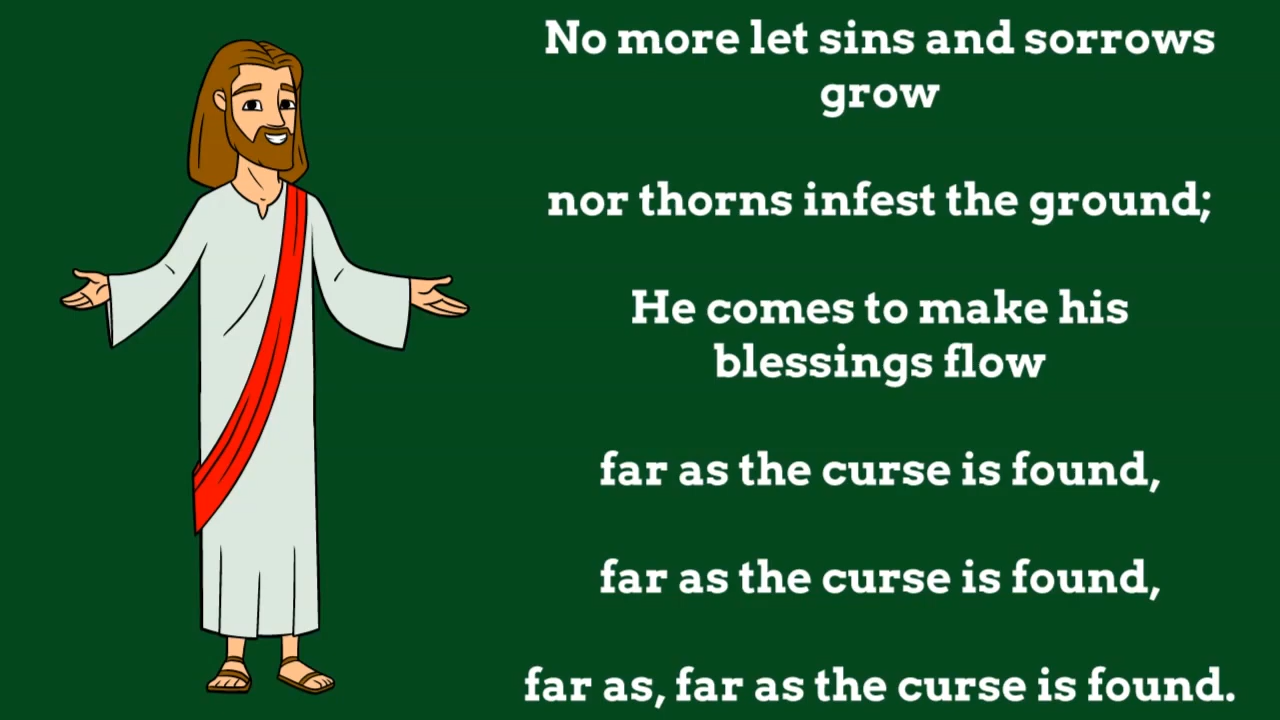 No more let sins and sorrows
grow
nor thorns infest the ground;
He comes to make his
blessings flow
far as the curse is found,
far as the curse is found,
far as, far as the curse is found.